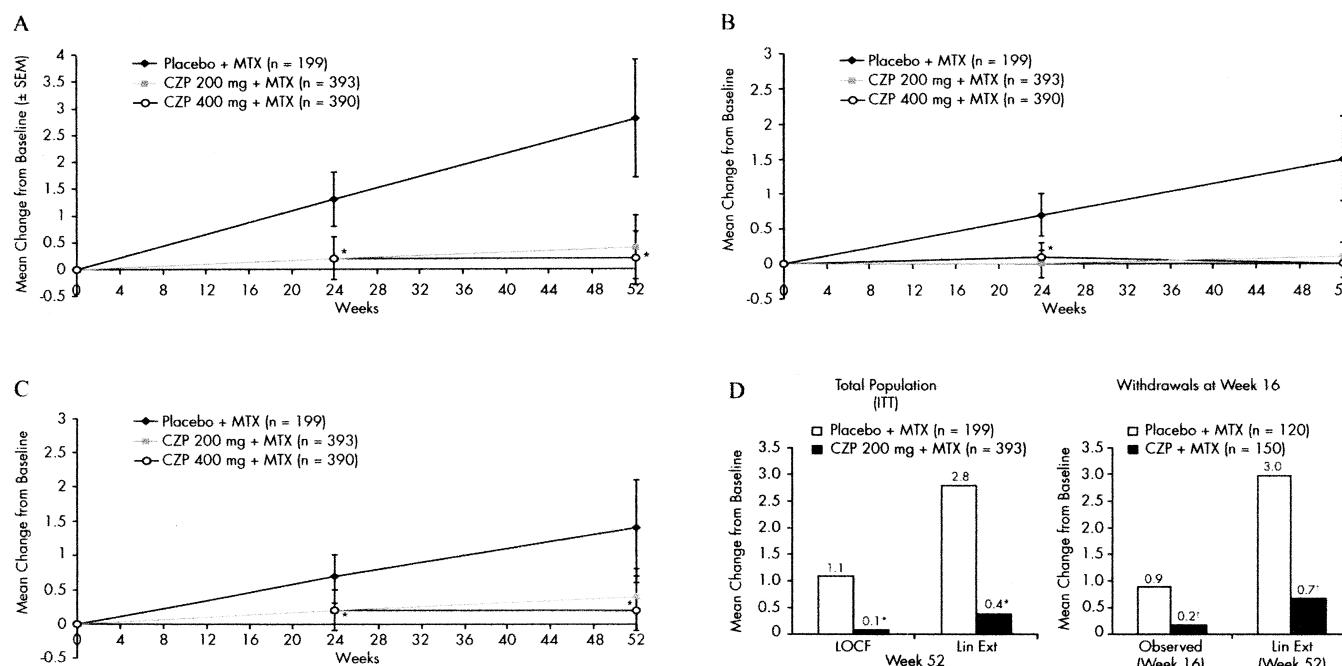 A
Mean Change from Baseline (± SEM)
4
3.5
3
2.5
2
1.5
1
0.5
0
-0.5
Placebo + MTX (n = 199)
CZP 200 mg + MTX (n = 393)
CZP 400 mg + MTX (n = 390)
*
*
0 4 8 12 16 20 24 28 32 36 40 44 48 52
Weeks
B
Mean Change from Baseline
3
2.5
2
1.5
1
0.5
0
-0.5
Placebo + MTX (n = 199)
CZP 200 mg + MTX (n = 393)
CZP 400 mg + MTX (n = 390)
*
0 4 8 12 16 20 24 28 32 36 40 44 48 5
Weeks
C
Mean Change from Baseline
3
2.5
2
1.5
1
0.5
0
-0.5
Placebo + MTX (n = 199)
CZP 200 mg + MTX (n = 393)
CZP 400 mg + MTX (n = 390)
*
*
0 4 8 12 16 20 24 28 32 36 40 44 48 52
Weeks
D
Total Population
(ITT)
Placebo + MTX (n = 199)
CZP 200 mg + MTX (n = 393)
Mean Change from Baseline
3.5
3.0
2.5
2.0
1.5
1.0
0.5
0
1.1
0.1*
2.8
0.4*
LOCF Lin Ext
Week 52
Withdrawals at Week 16
Placebo + MTX (n = 120)
CZP + MTX (n = 150)
Mean Change from Baseline
3.5
3.0
2.5
2.0
1.5
1.0
0.5
0
0.9
0.2
3.0
0.7
Observed Lin Ext
(Week 16) (Week 52)